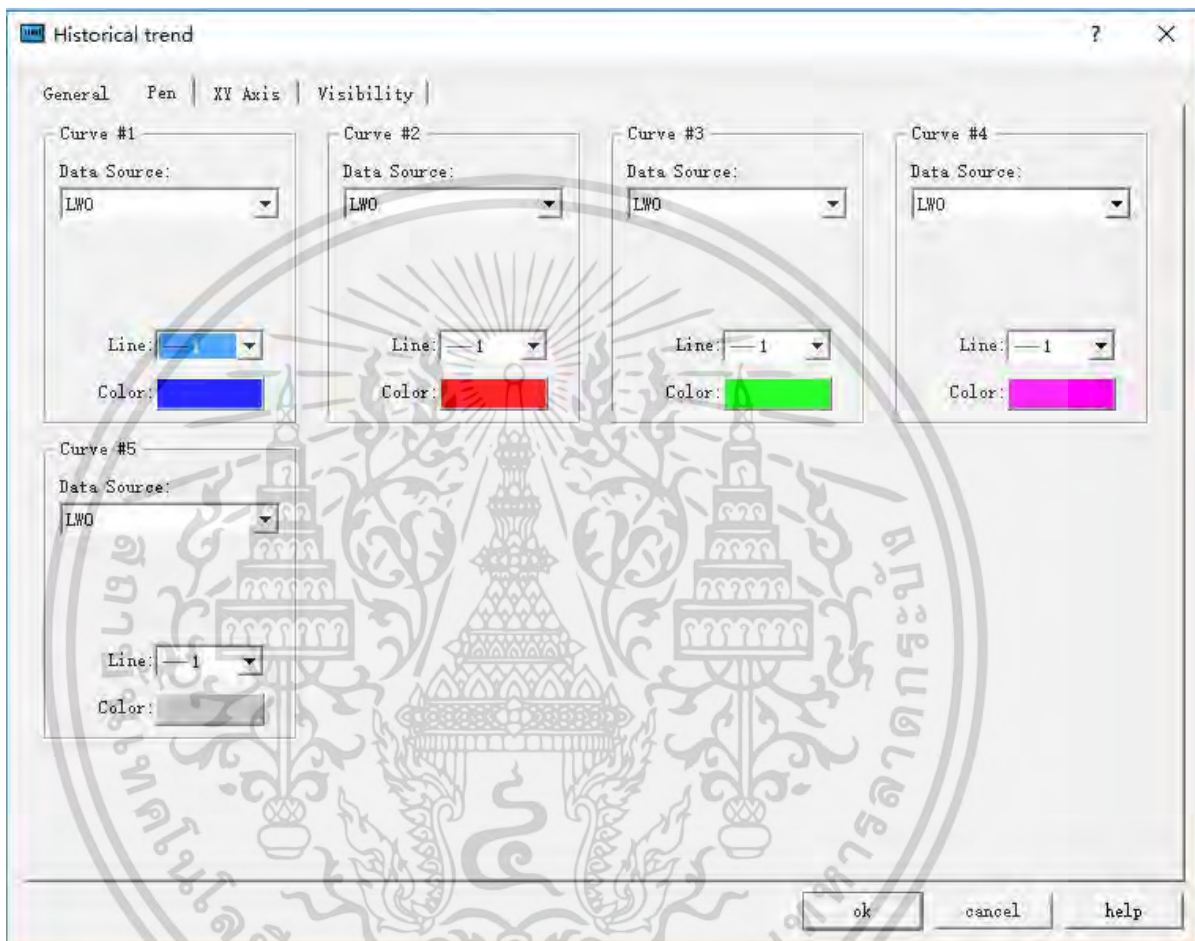 Historical trend
?
General
Pen
XY Axis
Visibility
Curve #1
Data Source:
LW0
Line: 1
Color:
Curve #2
Data Source:
LW0
Line: 1
Color:
Curve #3
Data Source:
LW0
Line: 1
Color:
Curve #4
Data Source:
LW0
Line: 1
Color:
Curve #5
Data Source:
LW0
Line: 1
Color:
ok
cancel
help